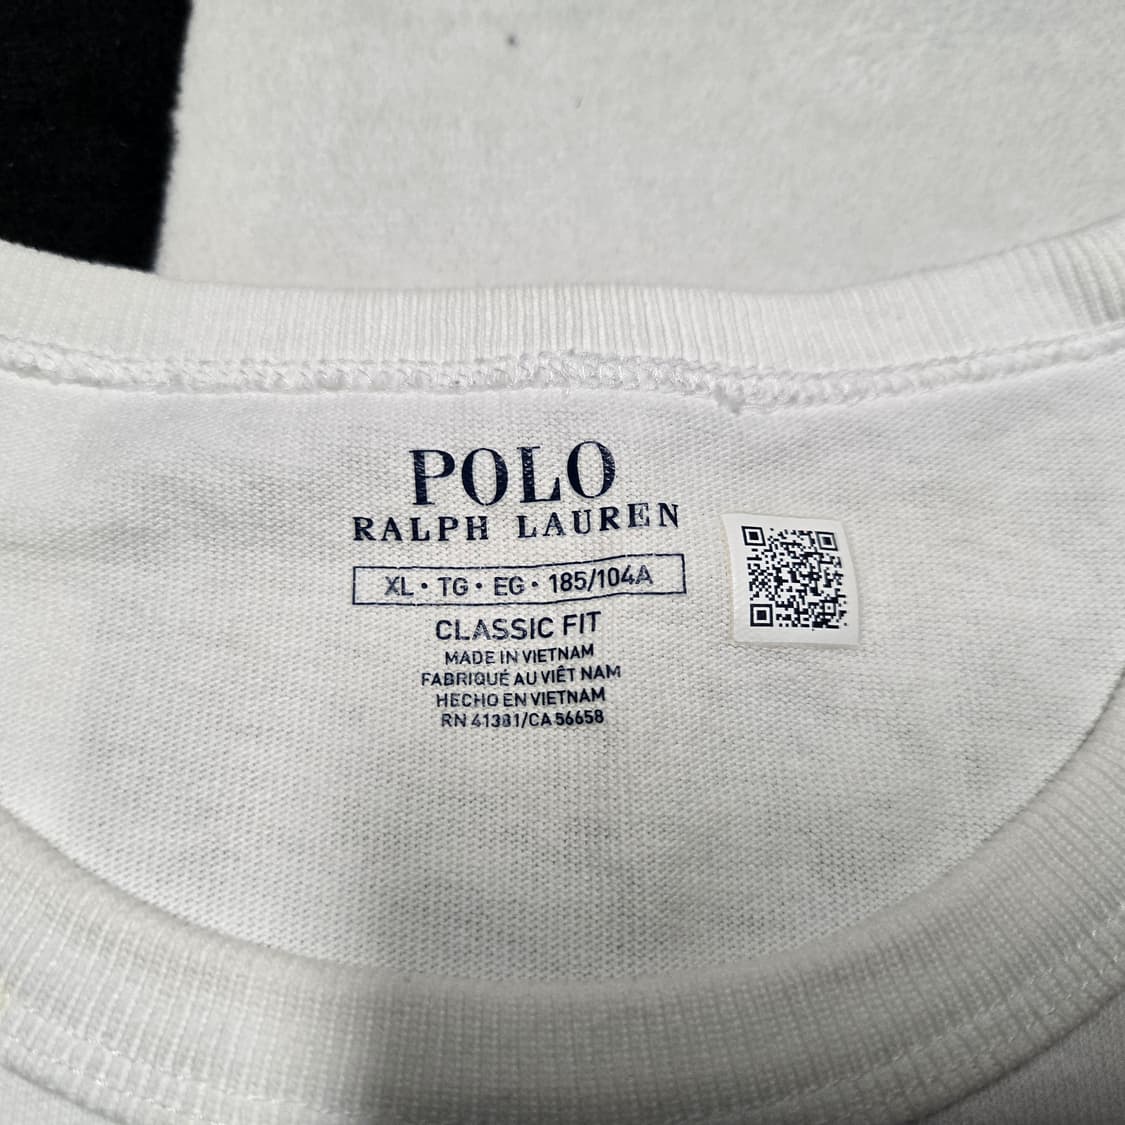 POLO
RALPH LAUREN
XL • TG • EG • 185/104A
CLASSIC FIT
MADE IN VIETNAM
FABRIQUÉ AU VIÊT NAM
HECHO EN VIETNAM
RN 41381/CA 56658